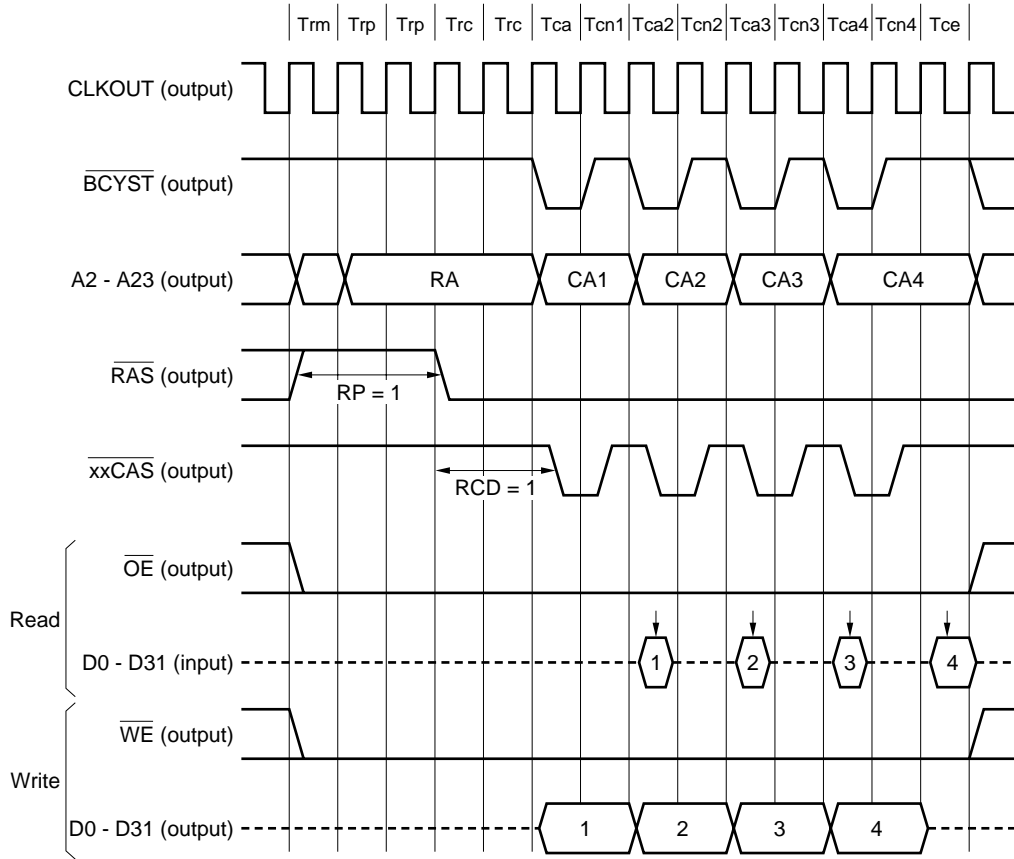 Trm Trp Trp Trc Trc Tca Tcn1 Tca2 Tcn2 Tca3 Tcn3 Tca4 Tcn4 Tce
CLKOUT (output)
BCYST (output)
A2 - A23 (output) RA CA1 CA2 CA3 CA4
RAS (output)
RP = 1
xxCAS (output)
RCD = 1
OE (output)
Read
D0 - D31 (input) 1 2 3 4
WE (output)
Write
D0 - D31 (output) 1 2 3 4